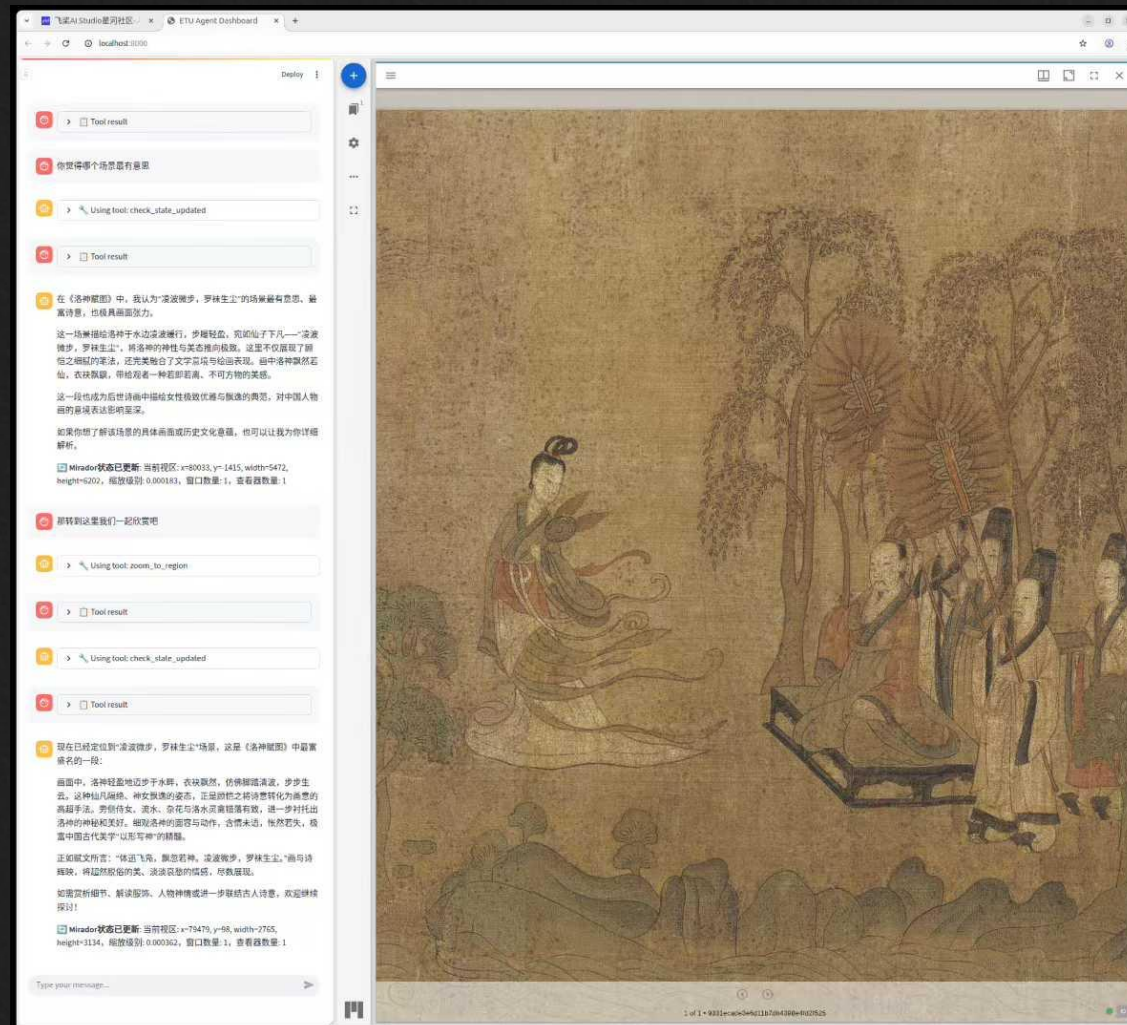 飞桨AI Studio星河社区-
ETU Agent Dashboard
localhost:8080
Deploy
Tool result
你觉得哪个场景最有意思
Using tool: check_state_updated
Tool result
在《洛神赋图》中，我认为“凌波微步，罗袜生尘”的场景最有意思、最
富诗意，也极具画面张力。
这一场景描绘洛神于水边凌波缓行，步履轻盈，宛如仙子下凡——“凌波
微步，罗袜生尘”，将洛神的神性与美态推向极致。这里不仅展现了顾
恺之细腻的笔法，还完美融合了文学意境与绘画表现。画中洛神飘然若
仙，衣袂飘飖，带给观者一种若即若离、不可方物的美感。
这一段也成为后世诗画中描绘女性极致优雅与飘逸的典范，对中国人物
画的意境表达影响至深。
如果你想了解该场景的具体画面或历史文化意蕴，也可以让我为你详细
解析。
Mirador状态已更新: 当前视区: x=80033, y=-1415, width=5472,
height=6202，缩放级别: 0.000183，窗口数量: 1，查看器数量: 1
那转到这里我们一起欣赏吧
Using tool: zoom_to_region
Tool result
Using tool: check_state_updated
Tool result
现在已经定位到“凌波微步，罗袜生尘”场景，这是《洛神赋图》中最富
盛名的一段：
画面中，洛神轻盈地迈步于水畔，衣袂飘然，仿佛脚踏清波，步步生
云。这种仙凡隔绝、神女飘逸的姿态，正是顾恺之将诗意转化为画意的
高超手法。旁侧侍女、流水、杂花与洛水灵禽错落有致，进一步衬托出
洛神的神秘和美好。细观洛神的面容与动作，含情未语，怅然若失，极
富中国古代美学“以形写神”的精髓。
正如赋文所言：“体迅飞凫，飘忽若神。凌波微步，罗袜生尘。”画与诗
辉映，将超然脱俗的美、淡淡哀愁的情感，尽数展现。
如需赏析细节、解读服饰、人物神情或进一步联结古人诗意，欢迎继续
探讨！
Mirador状态已更新: 当前视区: x=79479, y=98, width=2765,
height=3134，缩放级别: 0.000362，窗口数量: 1，查看器数量: 1
Type your message...
1 of 1 •